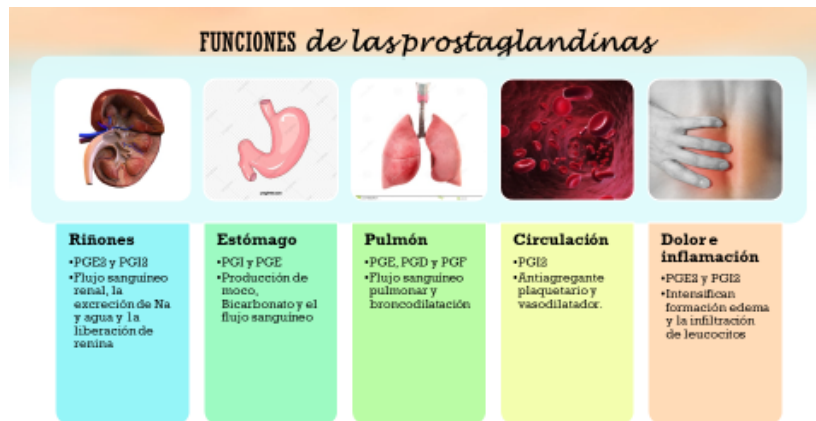 FUNCIONES de las prostaglandinas
Riñones
•PGE2 y PGI2
•Flujo sanguíneo
renal, la
excreción de Na
y agua y la
liberación de
renina
Estómago
•PGI y PGE
•Producción de
moco,
Bicarbonato y el
flujo sanguíneo
Pulmón
•PGE, PGD y PGF
•Flujo sanguíneo
pulmonar y
broncodilatación
Circulación
•PGI2
•Antiagregante
plaquetario y
vasodilatador.
Dolor e
inflamación
•PGE2 y PGI2
•Intensifican
formación edema
y la infiltración
de leucocitos